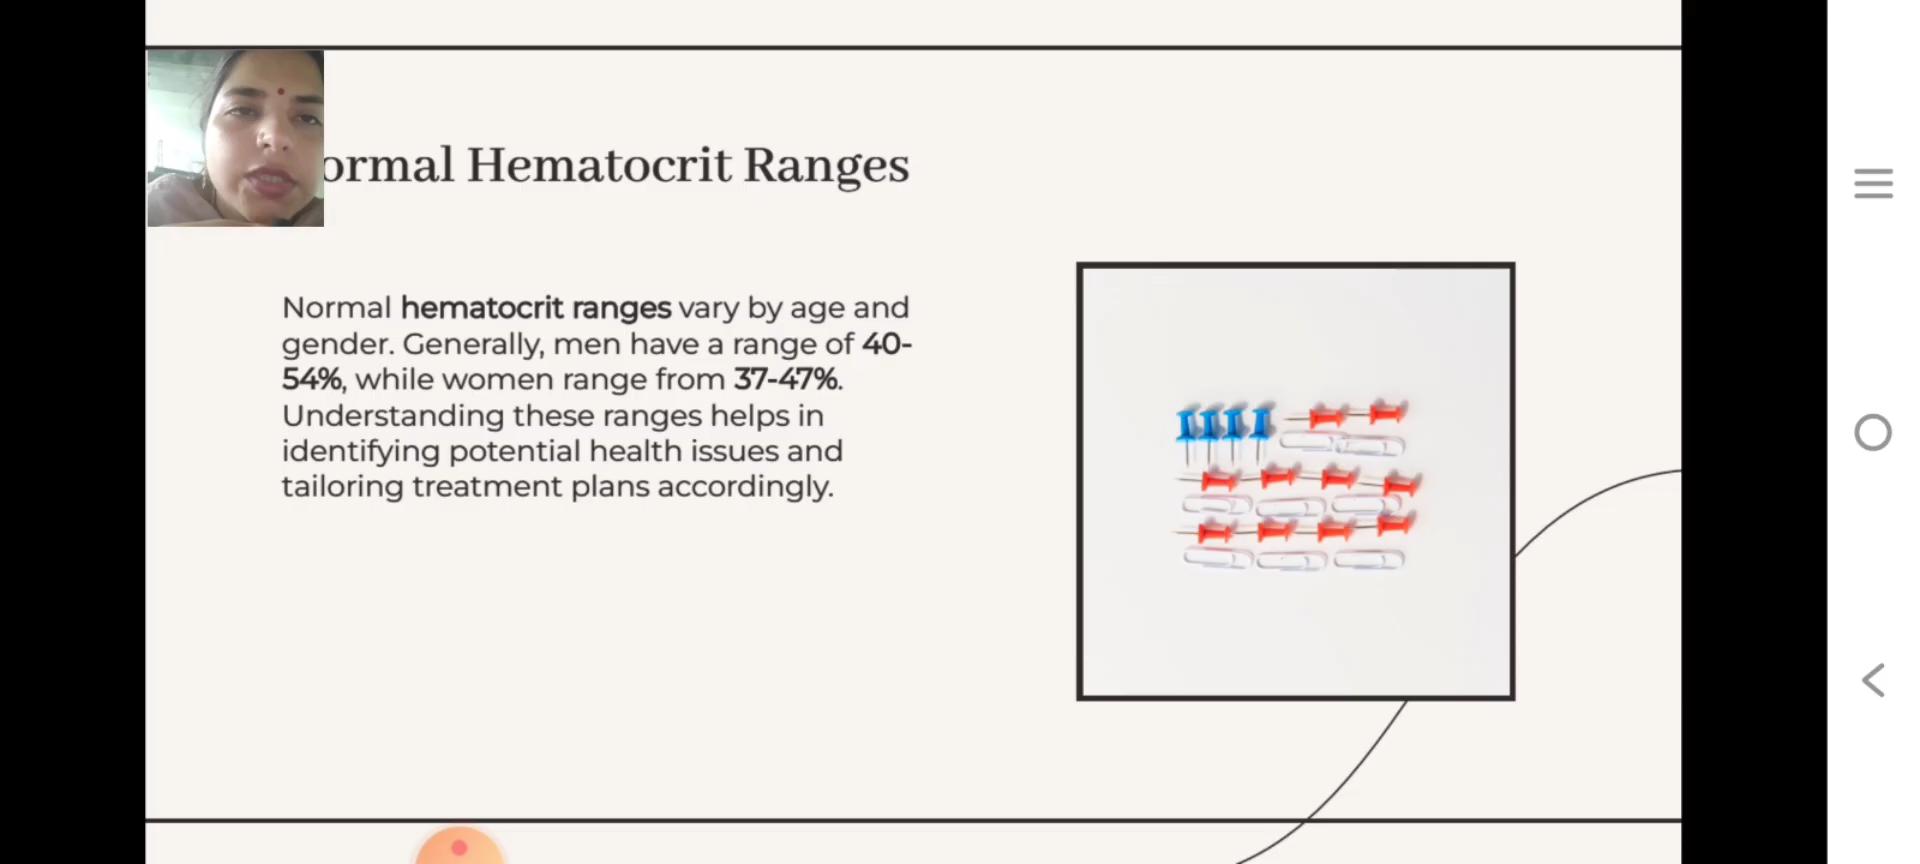 ormal Hematocrit Ranges
Normal hematocrit ranges vary by age and
gender. Generally, men have a range of 40-
54%, while women range from 37-47%.
Understanding these ranges helps in
identifying potential health issues and
tailoring treatment plans accordingly.